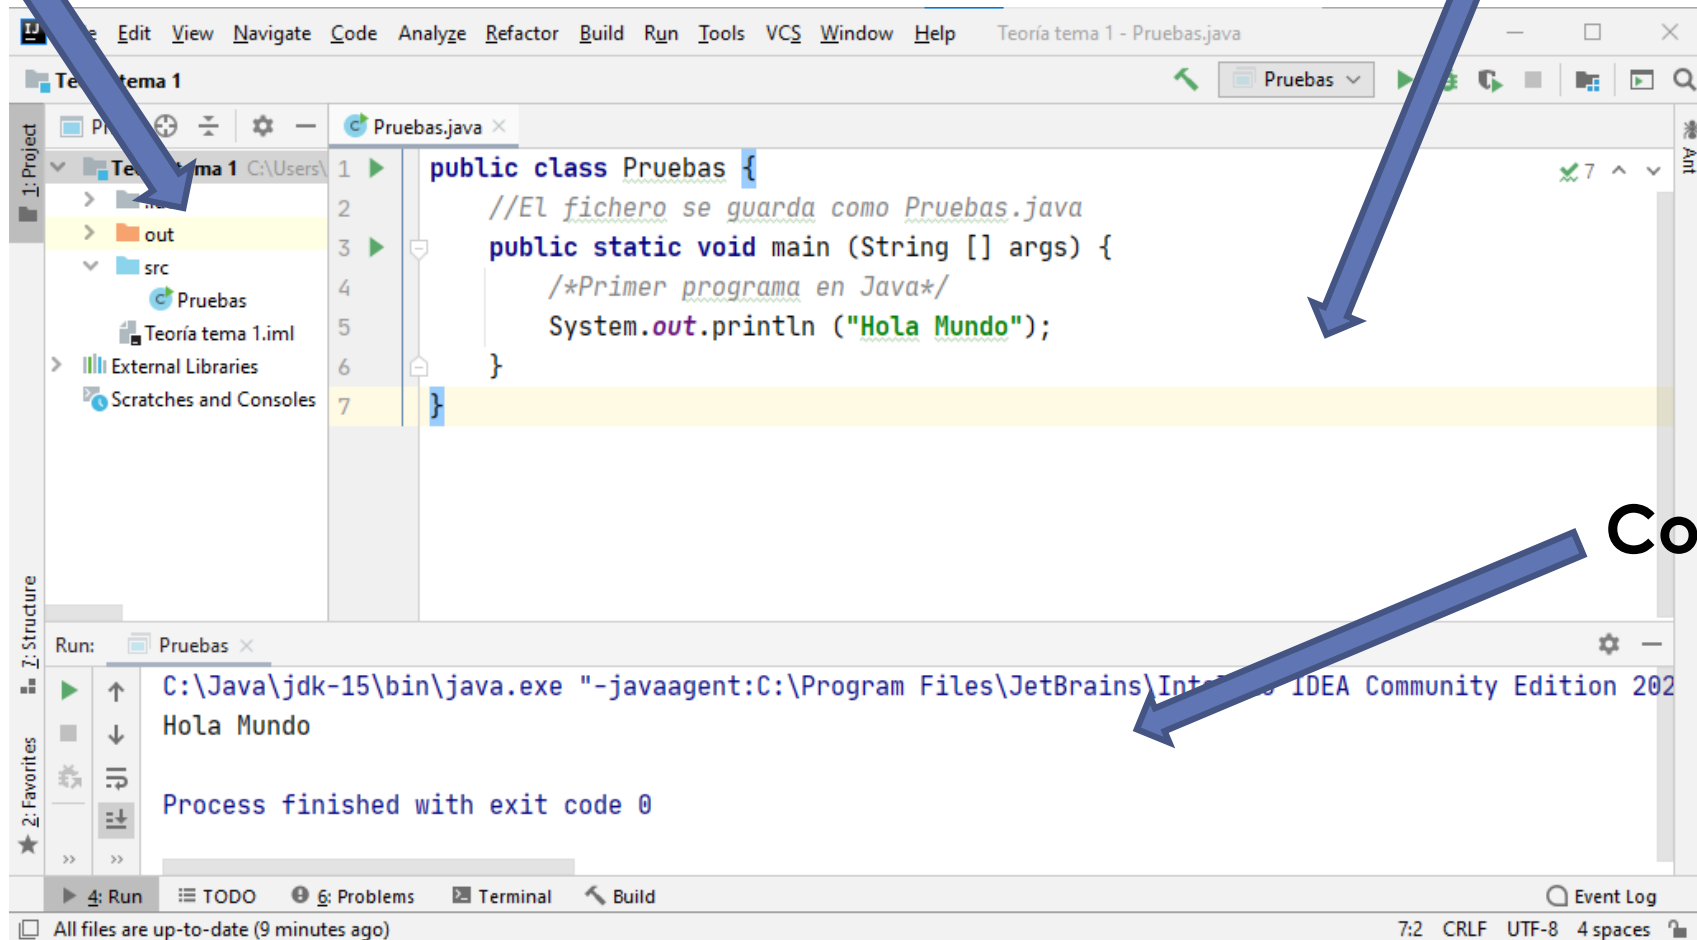 Edit View Navigate Code Analyze Refactor Build Run Tools VCS Window Help Teoría tema 1 - Pruebas.java
tema 1
Pruebas
1: Project
Pruebas.java
Ant
C:\Users\
out
src
Pruebas
Teoría tema 1.iml
External Libraries
Scratches and Consoles
1 public class Pruebas {
2 //El fichero se guarda como Pruebas.java
3 public static void main (String [] args) {
4 /*Primer programa en Java*/
5 System.out.println ("Hola Mundo");
6 }
7 }
7
Co
7: Structure
2: Favorites
Run: Pruebas
C:\Java\jdk-15\bin\java.exe "-javaagent:C:\Program Files\JetBrains\ IDEA Community Edition 202
Hola Mundo
Process finished with exit code 0
4: Run TODO 6: Problems Terminal Build Event Log
All files are up-to-date (9 minutes ago) 7:2 CRLF UTF-8 4 spaces